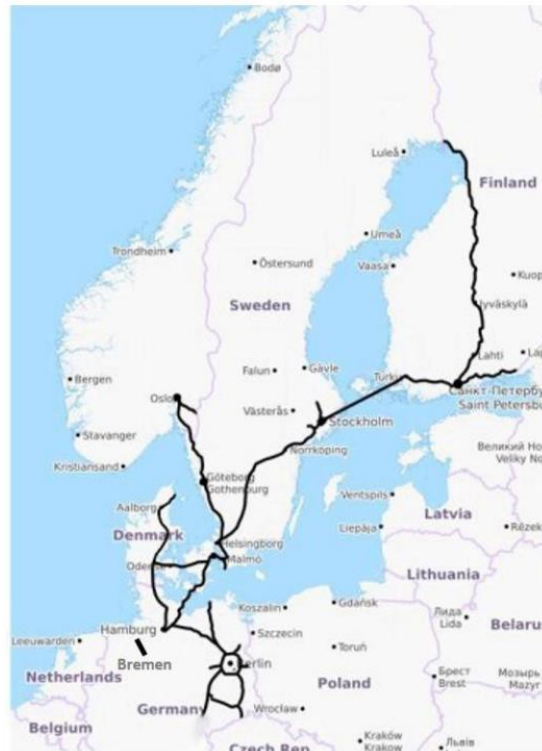 Bodø
Luleå
Finland
Umeå
Trondheim
Östersund
Vaasa
Kuop
Jyväskylä
Sweden
Lahti
Lap
Falun
Gävle
Turku
Bergen
Oslo
Västerås
Санкт-Петербу
Saint Petersbu
Stockholm
Stavanger
Norrköping
Великий Но
Veliky No
Kristiansand
Göteborg
Gothenburg
Ventspils
Aalborg
Latvia
Liepāja
Rēzek
Denmark
Helsingborg
Malmö
Odense
Lithuania
Koszalin
Gdańsk
Лида
Lida
Belaru
Hamburg
Szczecin
Leeuwarden
Toruń
Bremen
Berlin
Брест
Brest
Мозырь
Mazyr
Netherlands
Poland
Germany
Wrocław
Belgium
Kraków
Krakow
Львів
Czech Rep